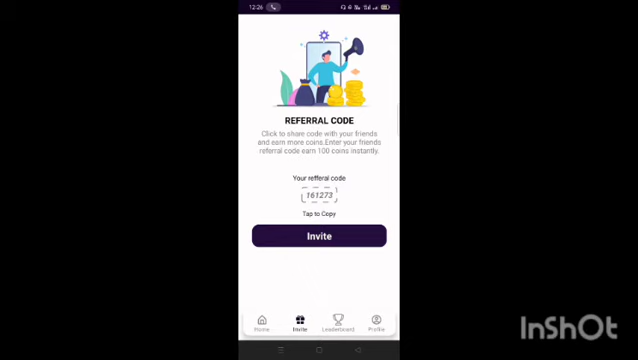 12:26
REFERRAL CODE
Click to share code with your friends
and earn more coins.Enter your friends
referral code earn 100 coins instantly.
Your refferal code
161273
Tap to Copy
Invite
Home
Invite
LeaderBoard
Profile
InShOt